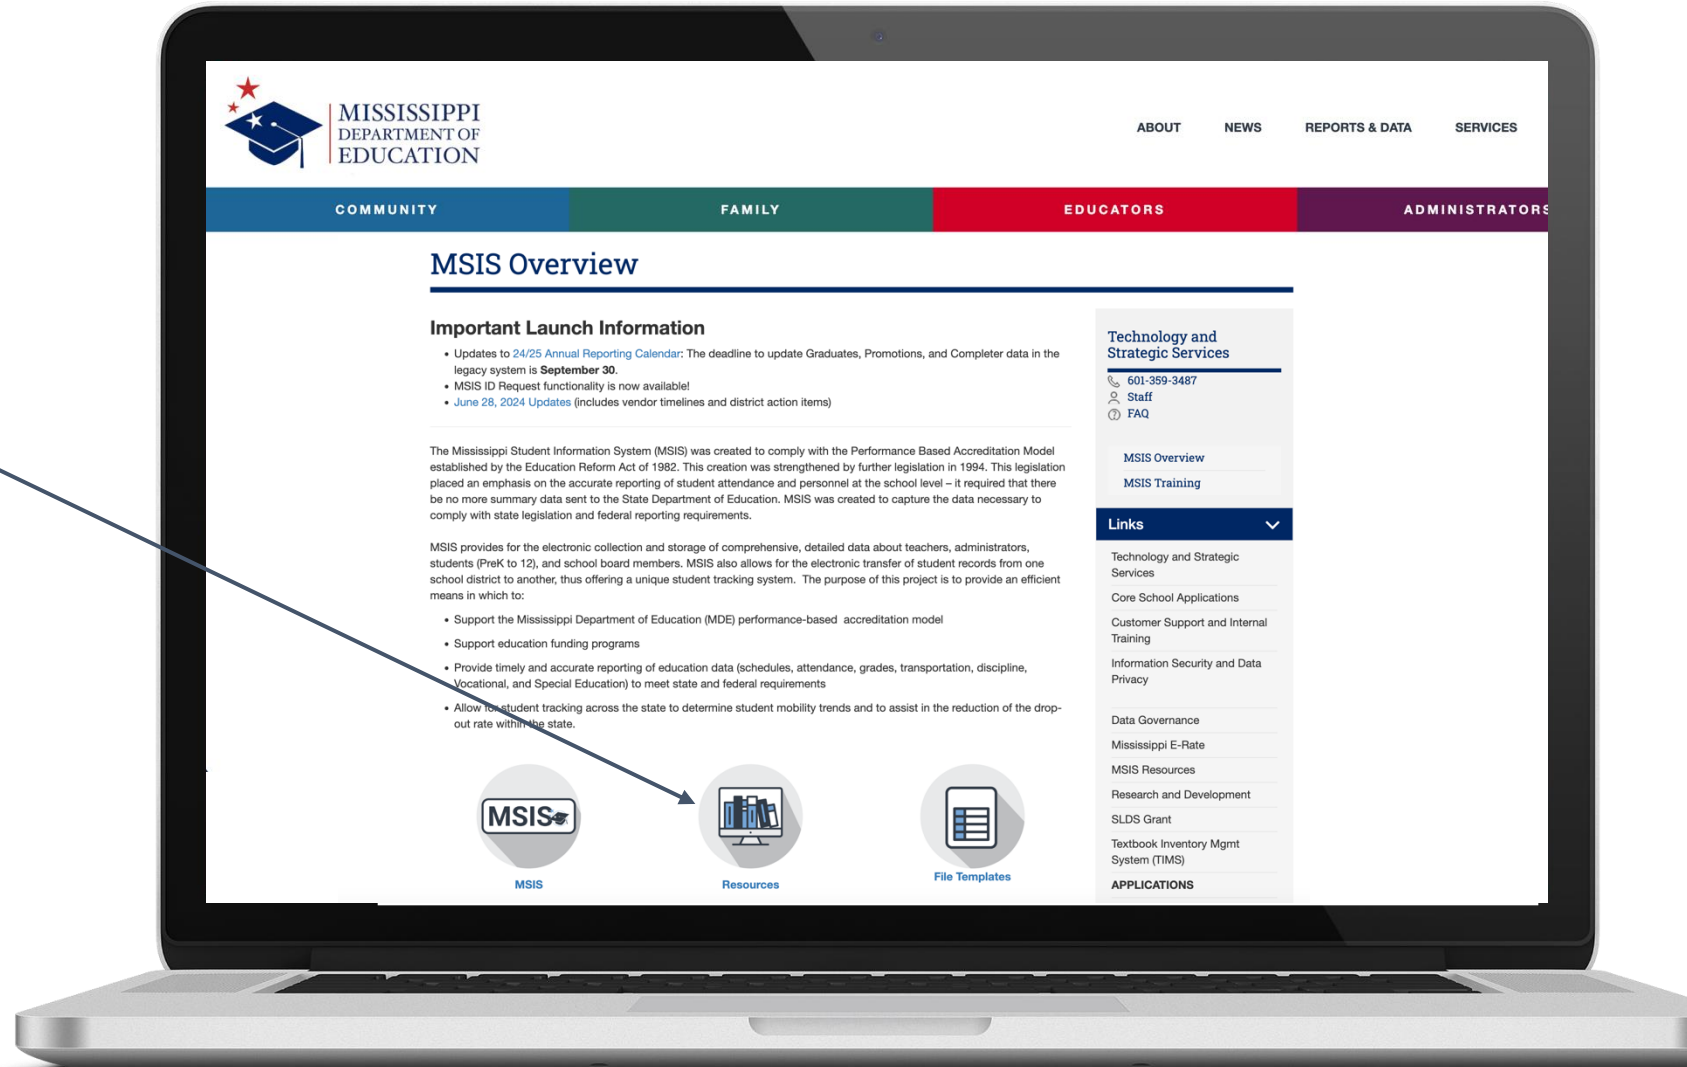 MISSISSIPPI
DEPARTMENT OF
EDUCATION
ABOUT NEWS REPORTS & DATA SERVICES
COMMUNITY FAMILY EDUCATORS ADMINISTRATORS
MSIS Overview
Important Launch Information
• Updates to 24/25 Annual Reporting Calendar: The deadline to update Graduates, Promotions, and Completer data in the
legacy system is September 30.
• MSIS ID Request functionality is now available!
• June 28, 2024 Updates (includes vendor timelines and district action items)
The Mississippi Student Information System (MSIS) was created to comply with the Performance Based Accreditation Model
established by the Education Reform Act of 1982. This creation was strengthened by further legislation in 1994. This legislation
placed an emphasis on the accurate reporting of student attendance and personnel at the school level – it required that there
be no more summary data sent to the State Department of Education. MSIS was created to capture the data necessary to
comply with state legislation and federal reporting requirements.
MSIS provides for the electronic collection and storage of comprehensive, detailed data about teachers, administrators,
students (PreK to 12), and school board members. MSIS also allows for the electronic transfer of student records from one
school district to another, thus offering a unique student tracking system. The purpose of this project is to provide an efficient
means in which to:
• Support the Mississippi Department of Education (MDE) performance-based accreditation model
• Support education funding programs
• Provide timely and accurate reporting of education data (schedules, attendance, grades, transportation, discipline,
Vocational, and Special Education) to meet state and federal requirements
• Allow for student tracking across the state to determine student mobility trends and to assist in the reduction of the drop-
out rate within the state.
MSIS
MSIS
Resources
File Templates
Technology and
Strategic Services
601-359-3487
Staff
FAQ
MSIS Overview
MSIS Training
Links
Technology and Strategic
Services
Core School Applications
Customer Support and Internal
Training
Information Security and Data
Privacy
Data Governance
Mississippi E-Rate
MSIS Resources
Research and Development
SLDS Grant
Textbook Inventory Mgmt
System (TIMS)
APPLICATIONS